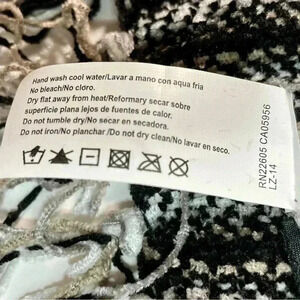 Hand wash cool water/Lavar a mano con aqua fria
No bleach/No cloro.
Dry flat away from heat/Reformary secar sobre
superficie plana lejos de fuentes de calor.
Do not tumble dry/No secar en secadora.
Do not iron/No planchar /Do not dry clean/No lavar en seco.
RN22605 CA05956
LZ-14